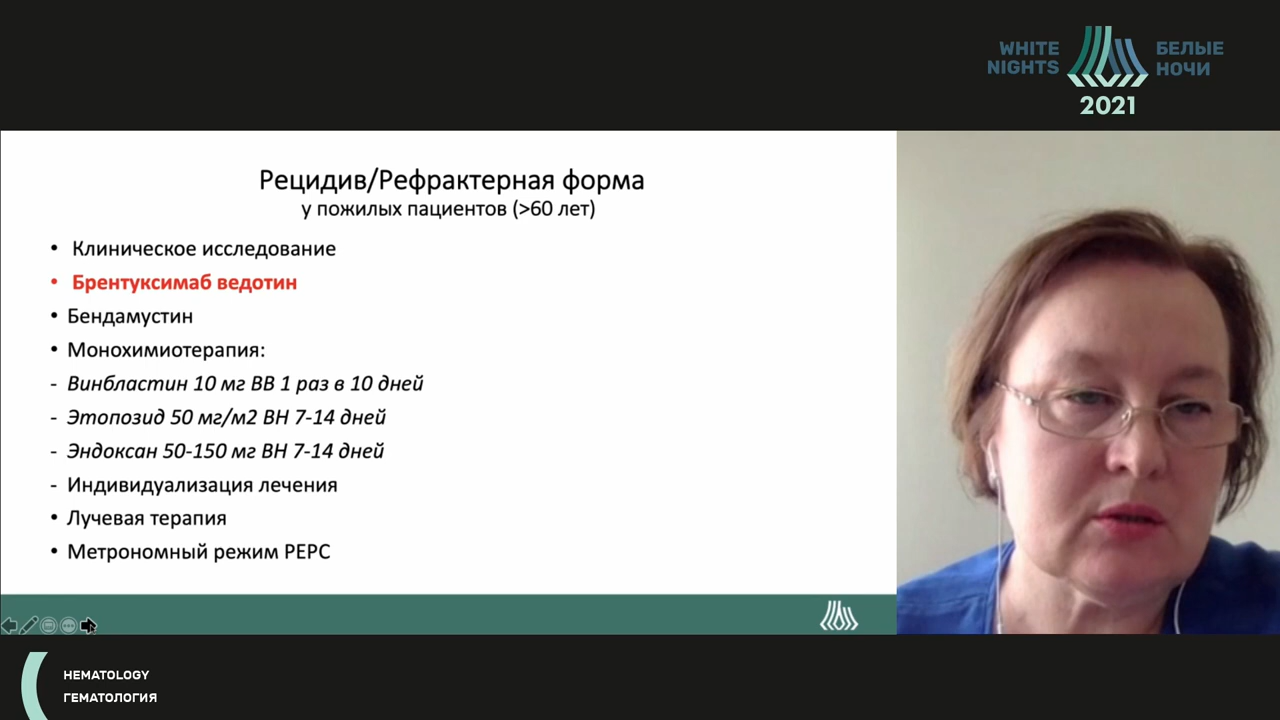 WHITE
NIGHTS
БЕЛЫЕ
НОЧИ
2021
Рецидив/Рефрактерная форма
у пожилых пациентов (>60 лет)
• Клиническое исследование
• Брентуксимаб ведотин
• Бендамустин
• Монохимиотерапия:
- Винбластин 10 мг ВВ 1 раз в 10 дней
- Этопозид 50 мг/м2 ВН 7-14 дней
- Эндоксан 50-150 мг ВН 7-14 дней
- Индивидуализация лечения
• Лучевая терапия
• Метрономный режим PEPC
HEMATOLOGY
ГЕМАТОЛОГИЯ